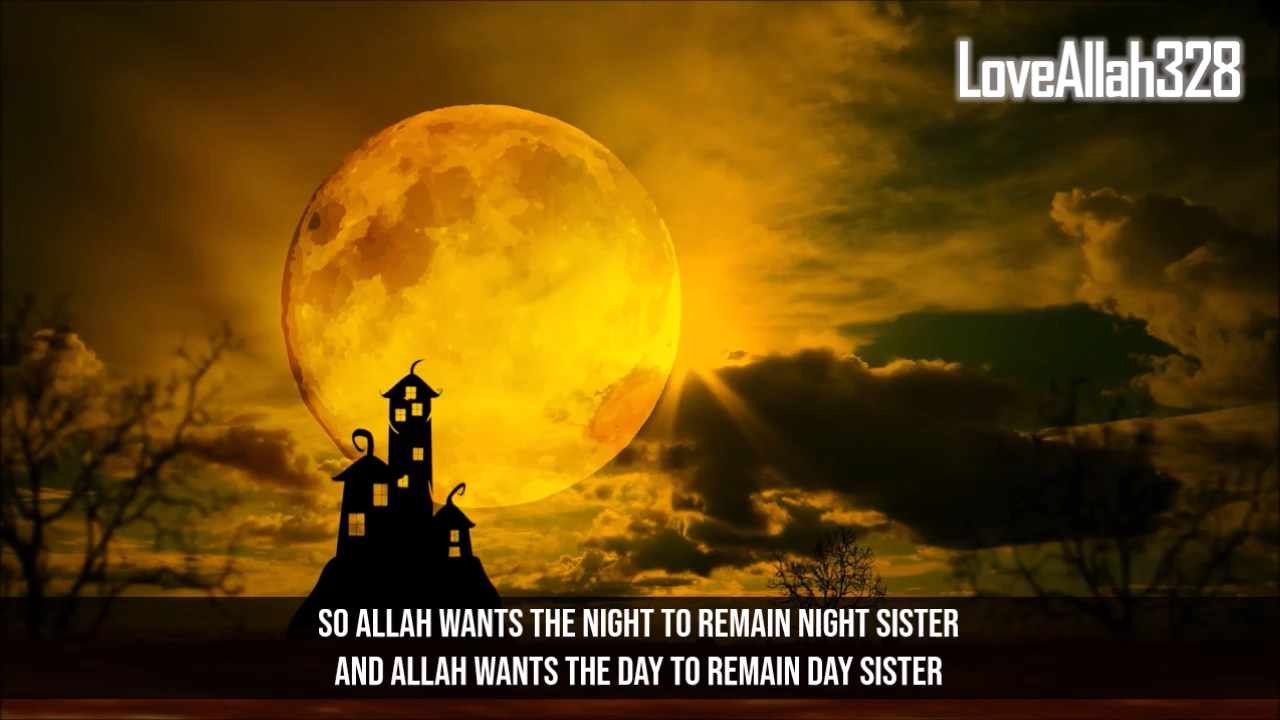 LoveAllah328
SO ALLAH WANTS THE NIGHT TO REMAIN NIGHT SISTER
AND ALLAH WANTS THE DAY TO REMAIN DAY SISTER